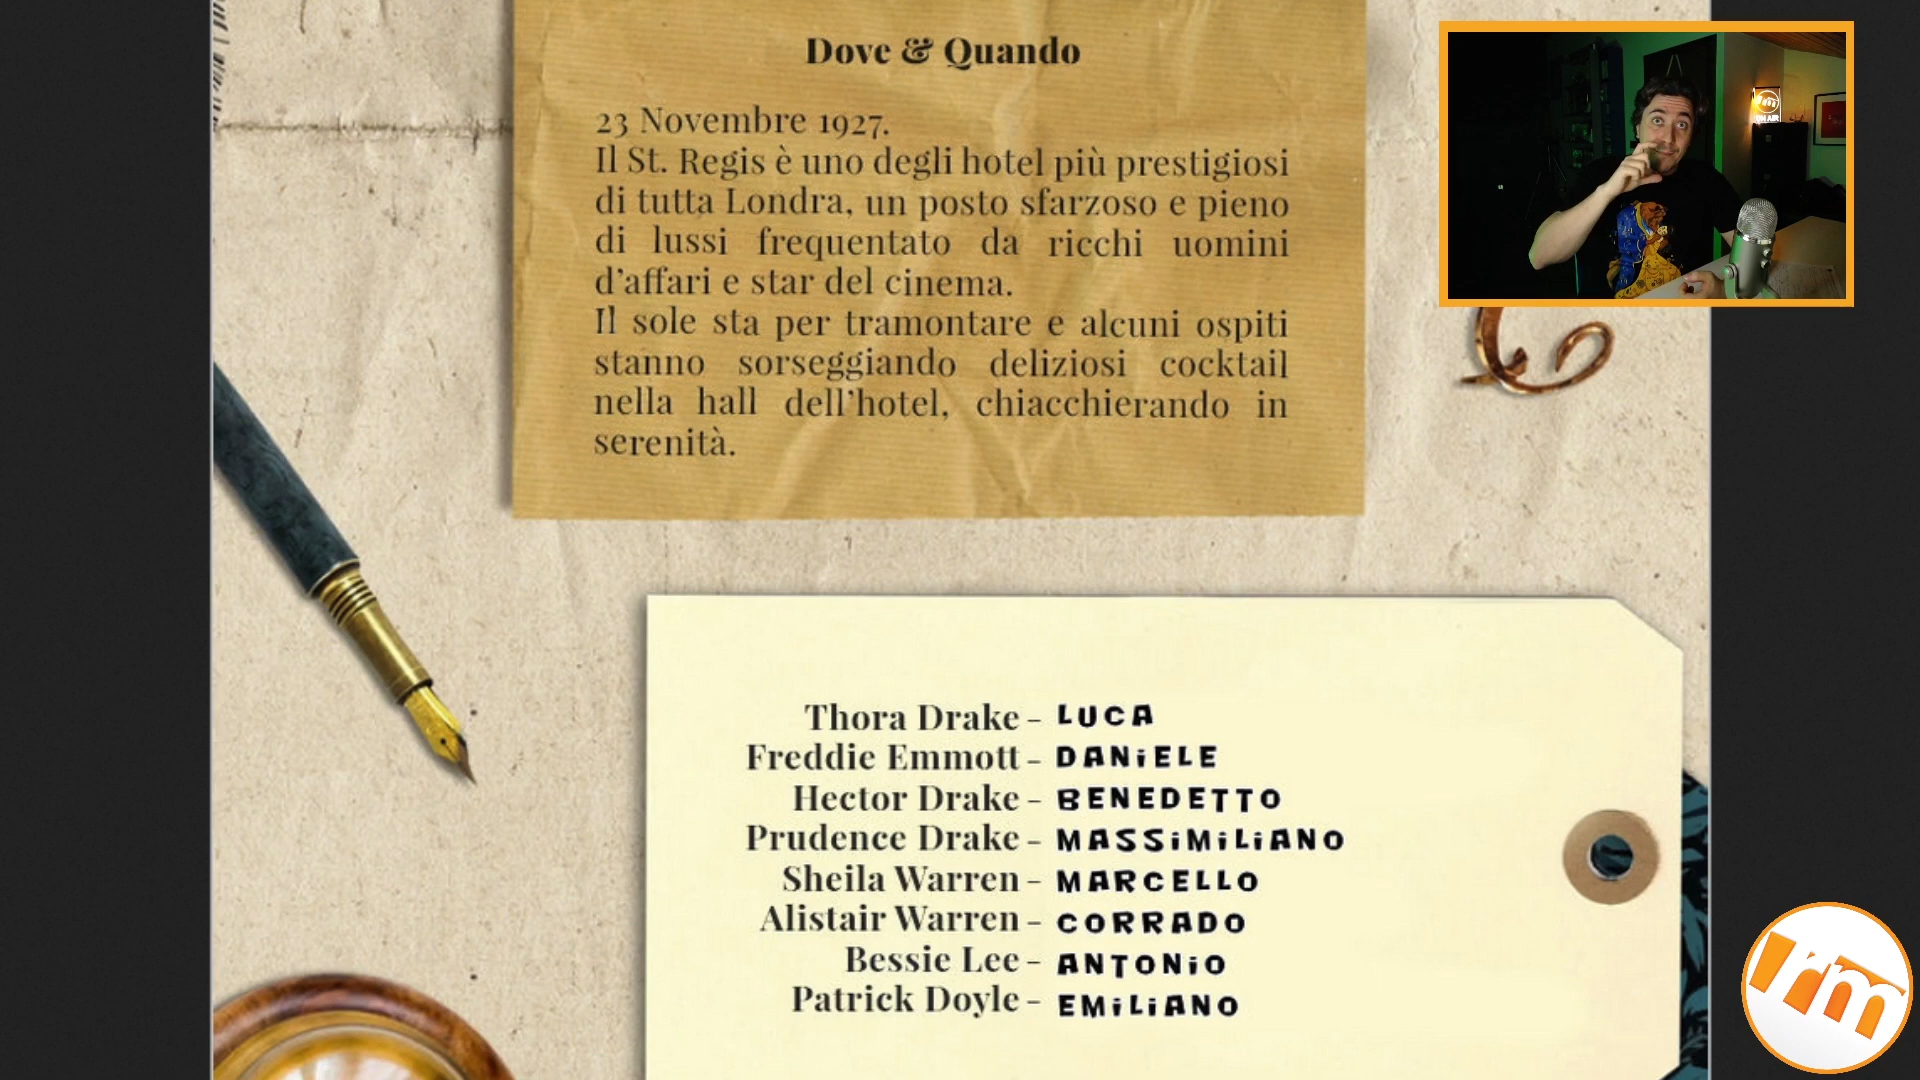 Dove & Quando
23 Novembre 1927.
Il St. Regis è uno degli hotel più prestigiosi
di tutta Londra, un posto sfarzoso e pieno
di lussi frequentato da ricchi uomini
d’affari e star del cinema.
Il sole sta per tramontare e alcuni ospiti
stanno sorseggiando deliziosi cocktail
nella hall dell’hotel, chiacchierando in
serenità.
Thora Drake - LUCA
Freddie Emmott - DANiELE
Hector Drake - BENEDETTO
Prudence Drake - MASSiMiLiANO
Sheila Warren - MARCELLO
Alistair Warren - CORRADO
Bessie Lee - ANTONiO
Patrick Doyle - EMiLiANO
ON AIR
irm